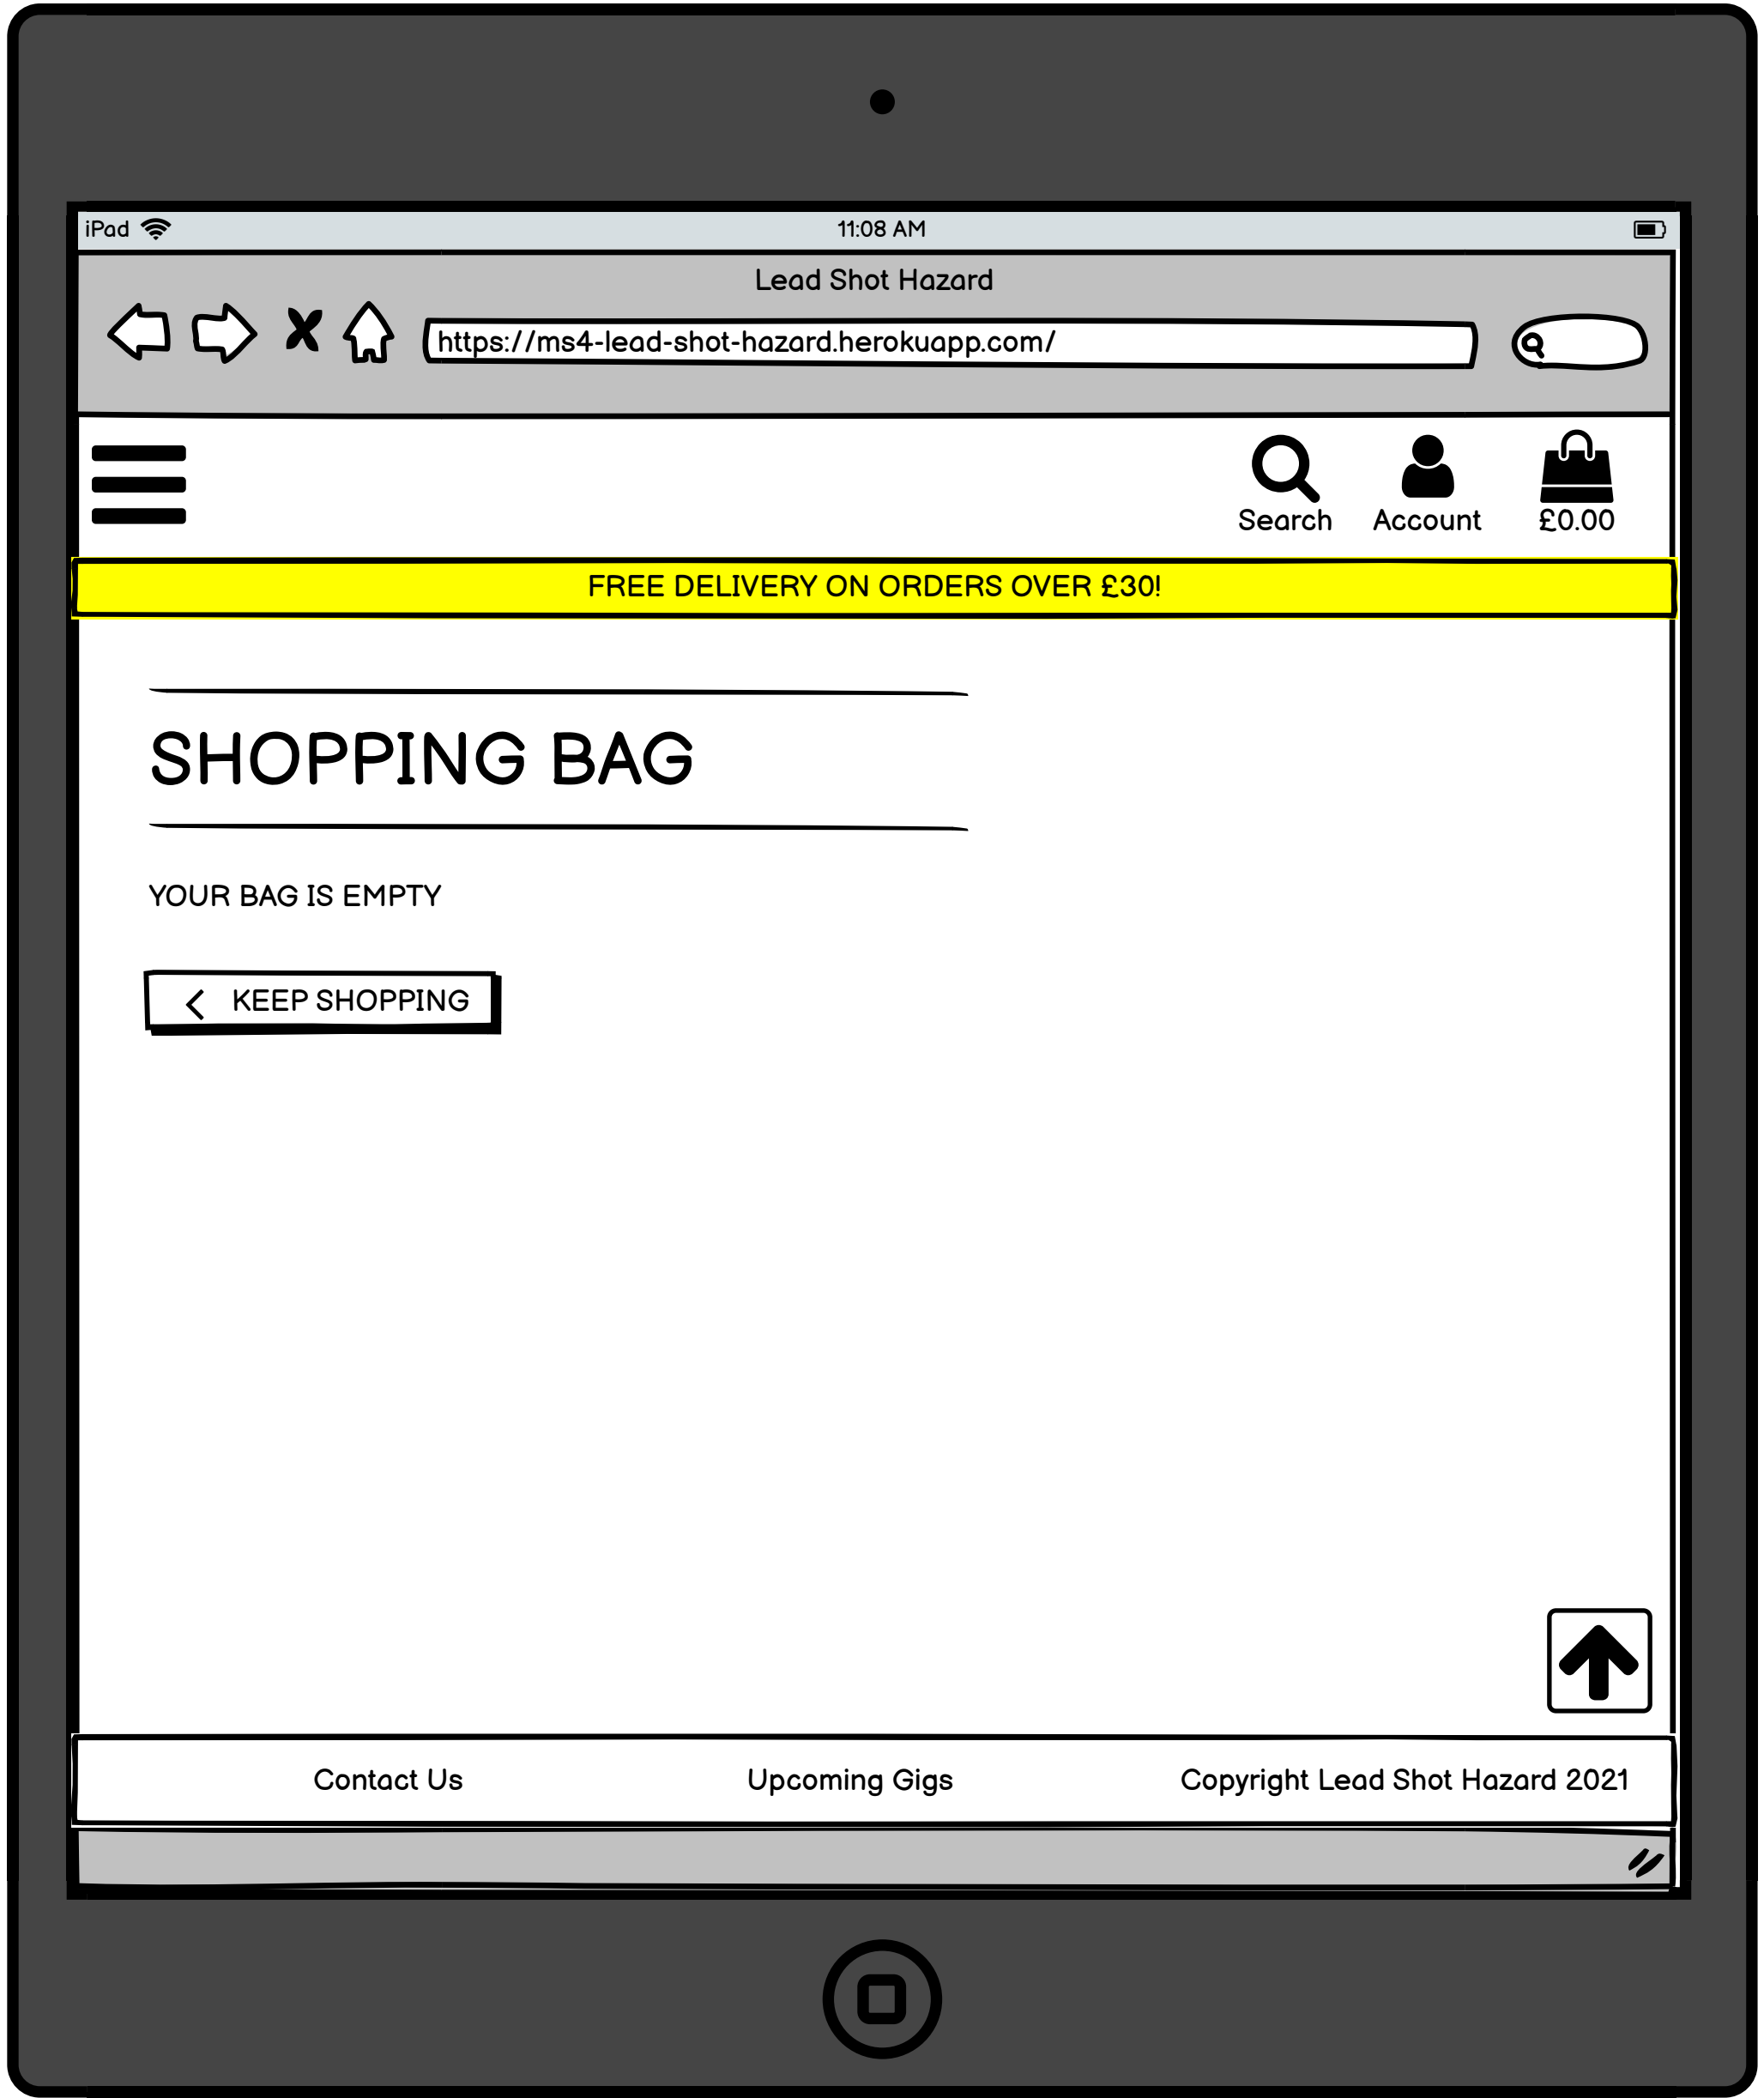 iPad 11:08 AM
Lead Shot Hazard
https://ms4-lead-shot-hazard.herokuapp.com/
Search Account £0.00
FREE DELIVERY ON ORDERS OVER £30!
SHOPPING BAG
YOUR BAG IS EMPTY
KEEP SHOPPING
Contact Us Upcoming Gigs Copyright Lead Shot Hazard 2021